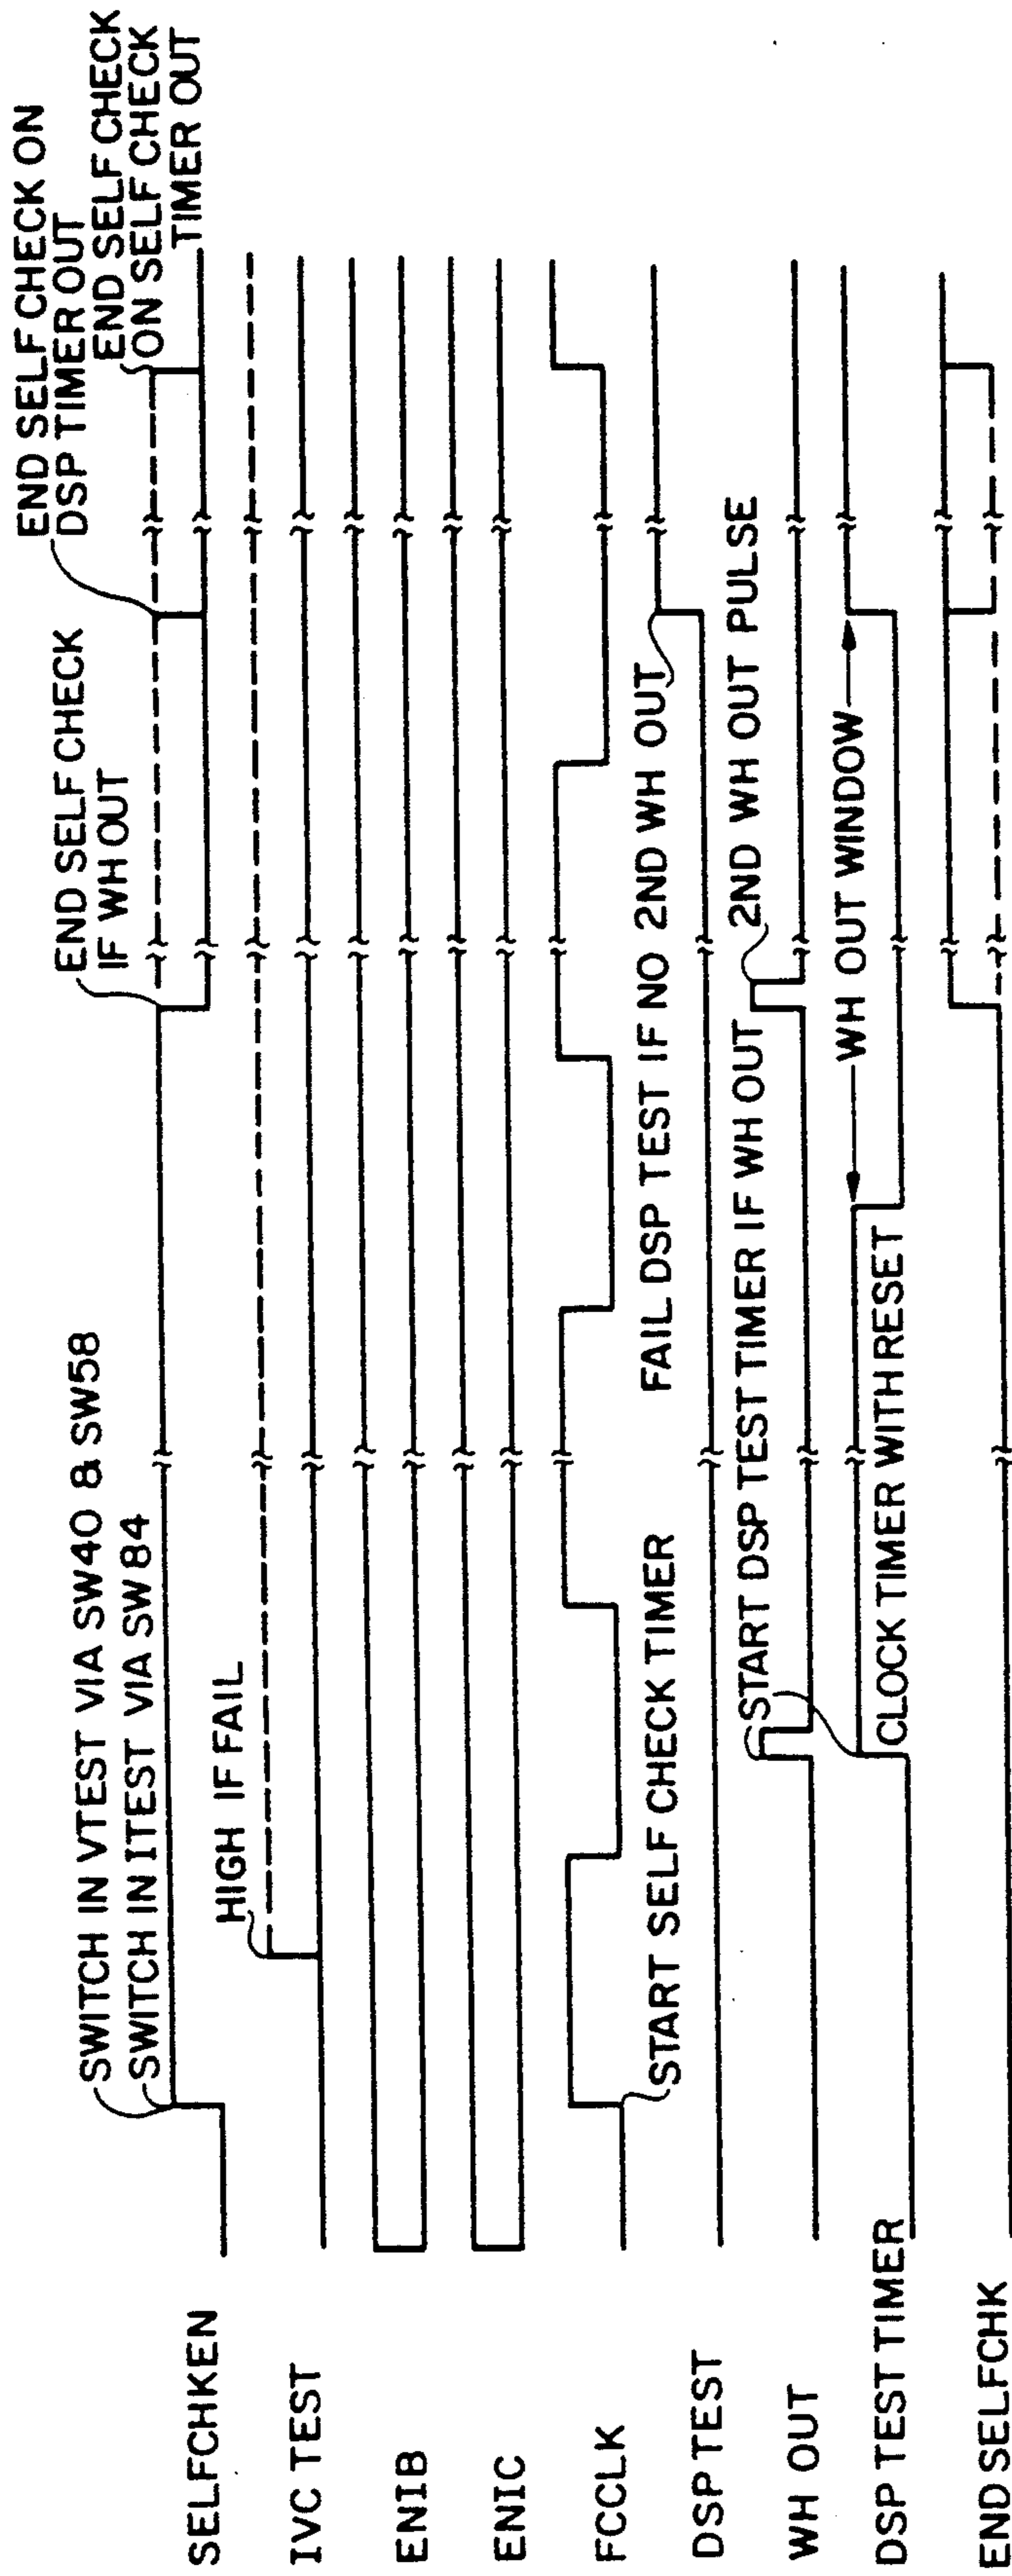 SWITCH IN VTEST VIA SW40 & SW58
SWITCH IN ITEST VIA SW84
END SELF CHECK
IF WH OUT
END SELF CHECK ON
DSP TIMER OUT
END SELF CHECK
ON SELF CHECK
TIMER OUT
SELFCHKEN
HIGH IF FAIL
IVC TEST
ENIB
ENIC
FCCLK
START SELF CHECK TIMER
FAIL DSP TEST IF NO 2ND WH OUT
DSP TEST
START DSP TEST TIMER IF WH OUT
2ND WH OUT PULSE
WH OUT
WH OUT WINDOW
DSP TEST TIMER
CLOCK TIMER WITH RESET
END SELFCHK